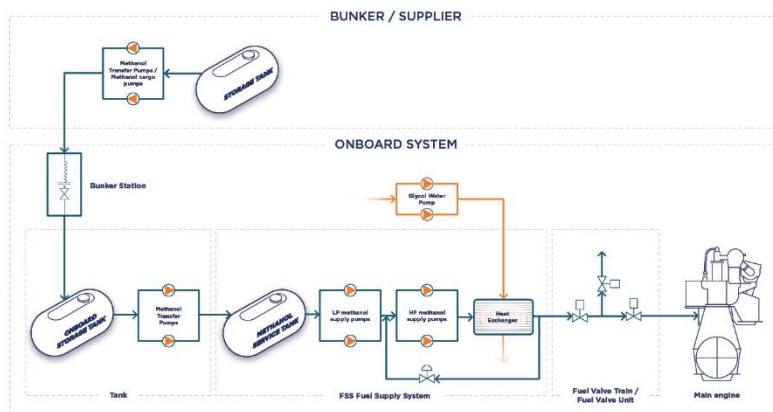 BUNKER / SUPPLIER
Methanol
Transfer Pumps /
Methanol cargo
pumps
STORAGE TANK
ONBOARD SYSTEM
Bunker Station
Glycol Water
Pump
ONBOARD
STORAGE TANK
Methanol
Transfer
Pumps
METHANOL
SERVICE TANK
LP methanol
supply pumps
HF methanol
supply pumps
Heat
Exchanger
Tank
FSS Fuel Supply System
Fuel Valve Train /
Fuel Valve Unit
Main engine